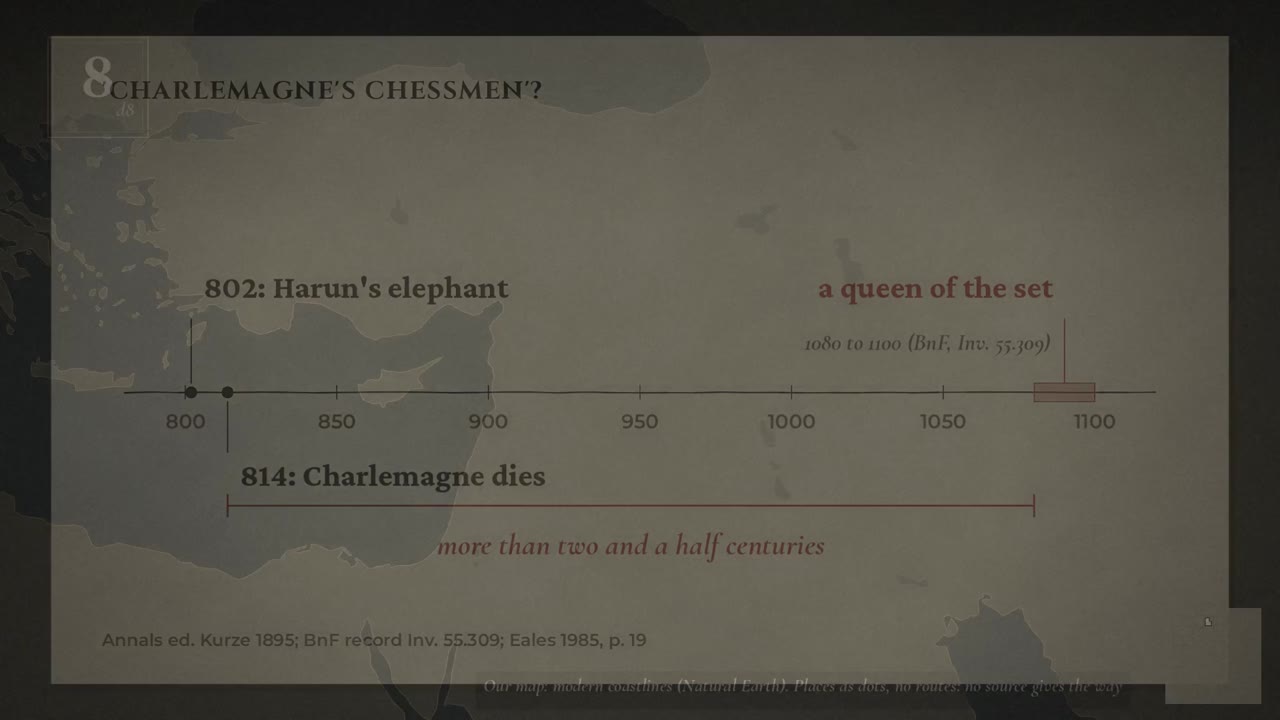 8
d8
CHARLEMAGNE'S CHESSMEN'?
802: Harun's elephant
a queen of the set
1080 to 1100 (BnF, Inv. 55.309)
800 850 900 950 1000 1050 1100
814: Charlemagne dies
more than two and a half centuries
Annals ed. Kurze 1895; BnF record Inv. 55.309; Eales 1985, p. 19
Our map: modern coastlines (Natural Earth). Places as dots, no routes: no source gives the way